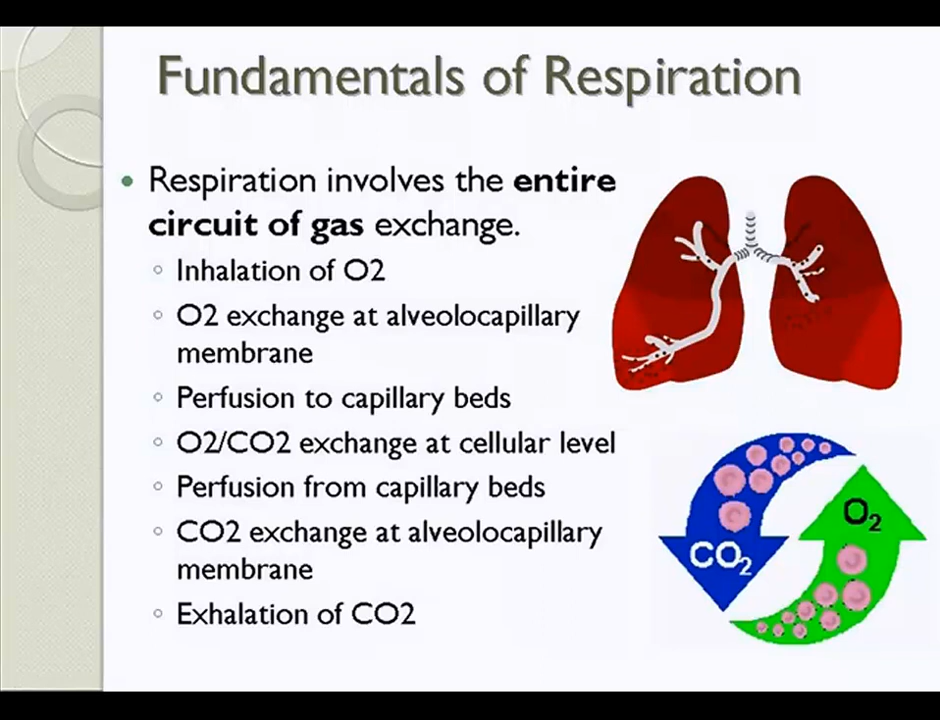 Fundamentals of Respiration
• Respiration involves the entire
circuit of gas exchange.
◦ Inhalation of O2
◦ O2 exchange at alveolocapillary
membrane
◦ Perfusion to capillary beds
◦ O2/CO2 exchange at cellular level
◦ Perfusion from capillary beds
◦ CO2 exchange at alveolocapillary
membrane
◦ Exhalation of CO2
O₂
CO₂